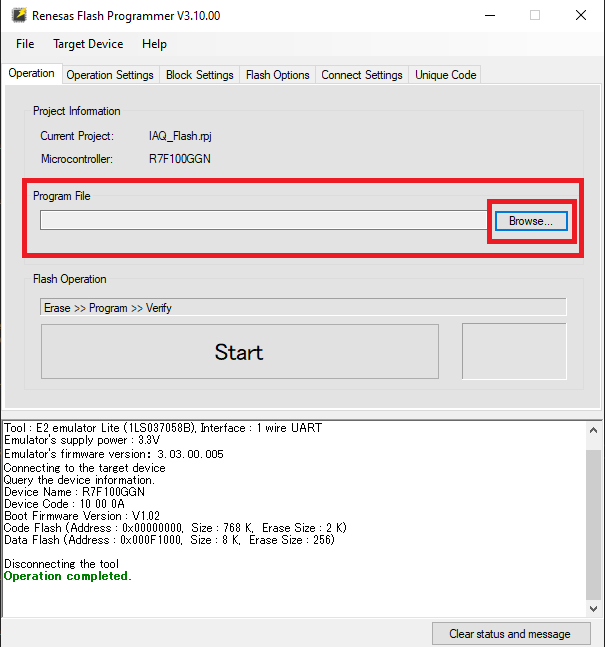 Renesas Flash Programmer V3.10.00
File Target Device Help
Operation Operation Settings Block Settings Flash Options Connect Settings Unique Code
Project Information
Current Project: IAQ_Flash.rpj
Microcontroller: R7F100GGN
Program File
Browse...
Flash Operation
Erase >> Program >> Verify
Start
Tool : E2 emulator Lite (1LS037058B), Interface : 1 wire UART
Emulator's supply power : 3.3V
Emulator's firmware version: 3.03.00.005
Connecting to the target device
Query the device information.
Device Name : R7F100GGN
Device Code : 10 00 0A
Boot Firmware Version : V1.02
Code Flash (Address : 0x00000000, Size : 768 K, Erase Size : 2 K)
Data Flash (Address : 0x000F1000, Size : 8 K, Erase Size : 256)
Disconnecting the tool
Operation completed.
Clear status and message